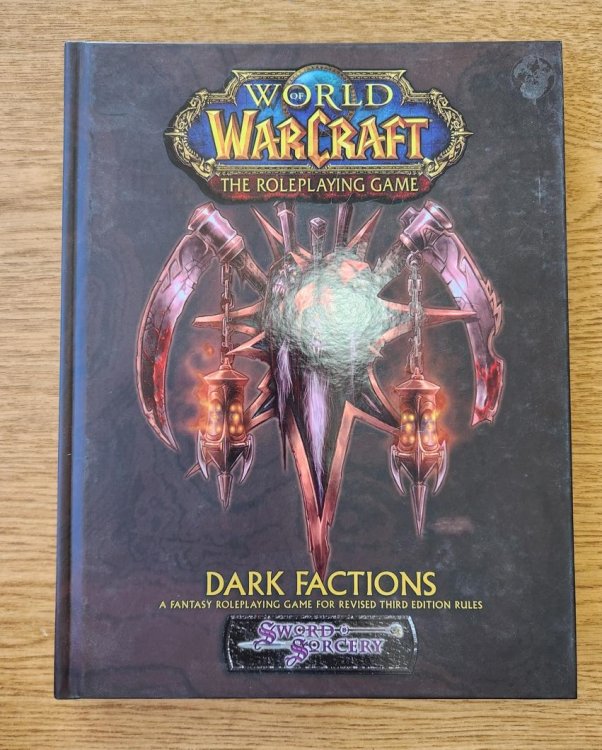 WORLD
OF
WARCRAFT
THE ROLEPLAYING GAME
DARK FACTIONS
A FANTASY ROLEPLAYING GAME FOR REVISED THIRD EDITION RULES
SWORD &
SORCERY